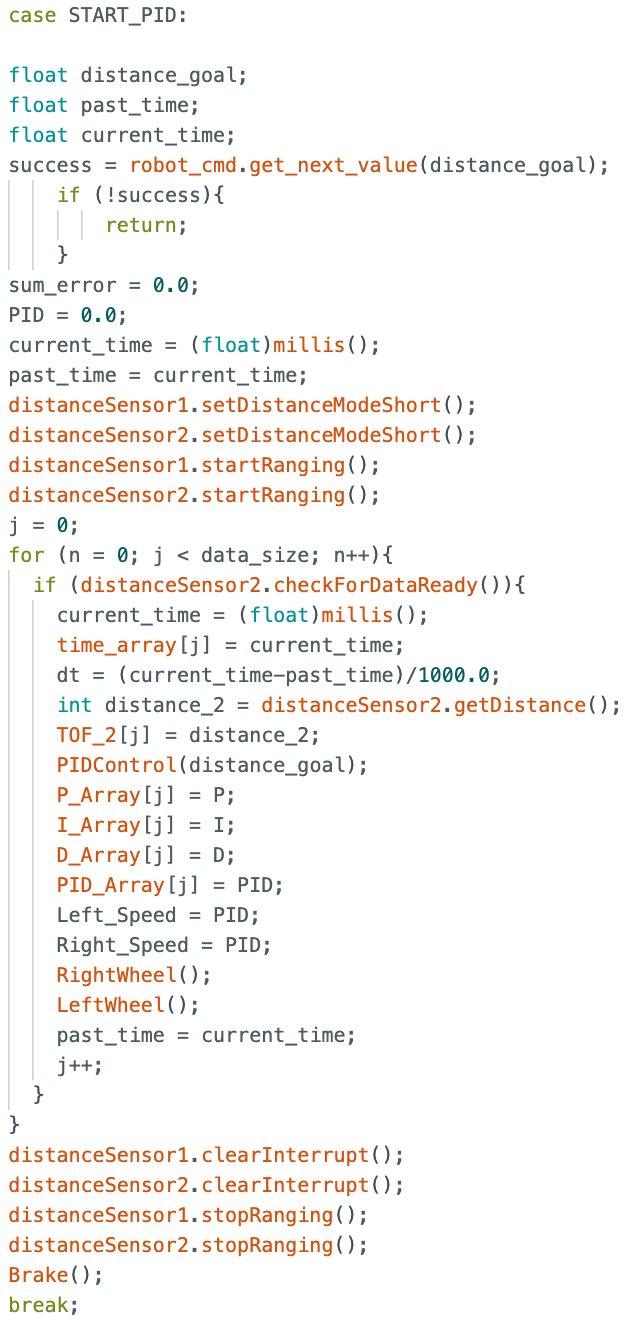 case START_PID:
float distance_goal;
float past_time;
float current_time;
success = robot_cmd.get_next_value(distance_goal);
if (!success){
return;
}
sum_error = 0.0;
PID = 0.0;
current_time = (float)millis();
past_time = current_time;
distanceSensor1.setDistanceModeShort();
distanceSensor2.setDistanceModeShort();
distanceSensor1.startRanging();
distanceSensor2.startRanging();
j = 0;
for (n = 0; j < data_size; n++){
if (distanceSensor2.checkForDataReady()){
current_time = (float)millis();
time_array[j] = current_time;
dt = (current_time-past_time)/1000.0;
int distance_2 = distanceSensor2.getDistance();
TOF_2[j] = distance_2;
PIDControl(distance_goal);
P_Array[j] = P;
I_Array[j] = I;
D_Array[j] = D;
PID_Array[j] = PID;
Left_Speed = PID;
Right_Speed = PID;
RightWheel();
LeftWheel();
past_time = current_time;
j++;
}
}
distanceSensor1.clearInterrupt();
distanceSensor2.clearInterrupt();
distanceSensor1.stopRanging();
distanceSensor2.stopRanging();
Brake();
break;